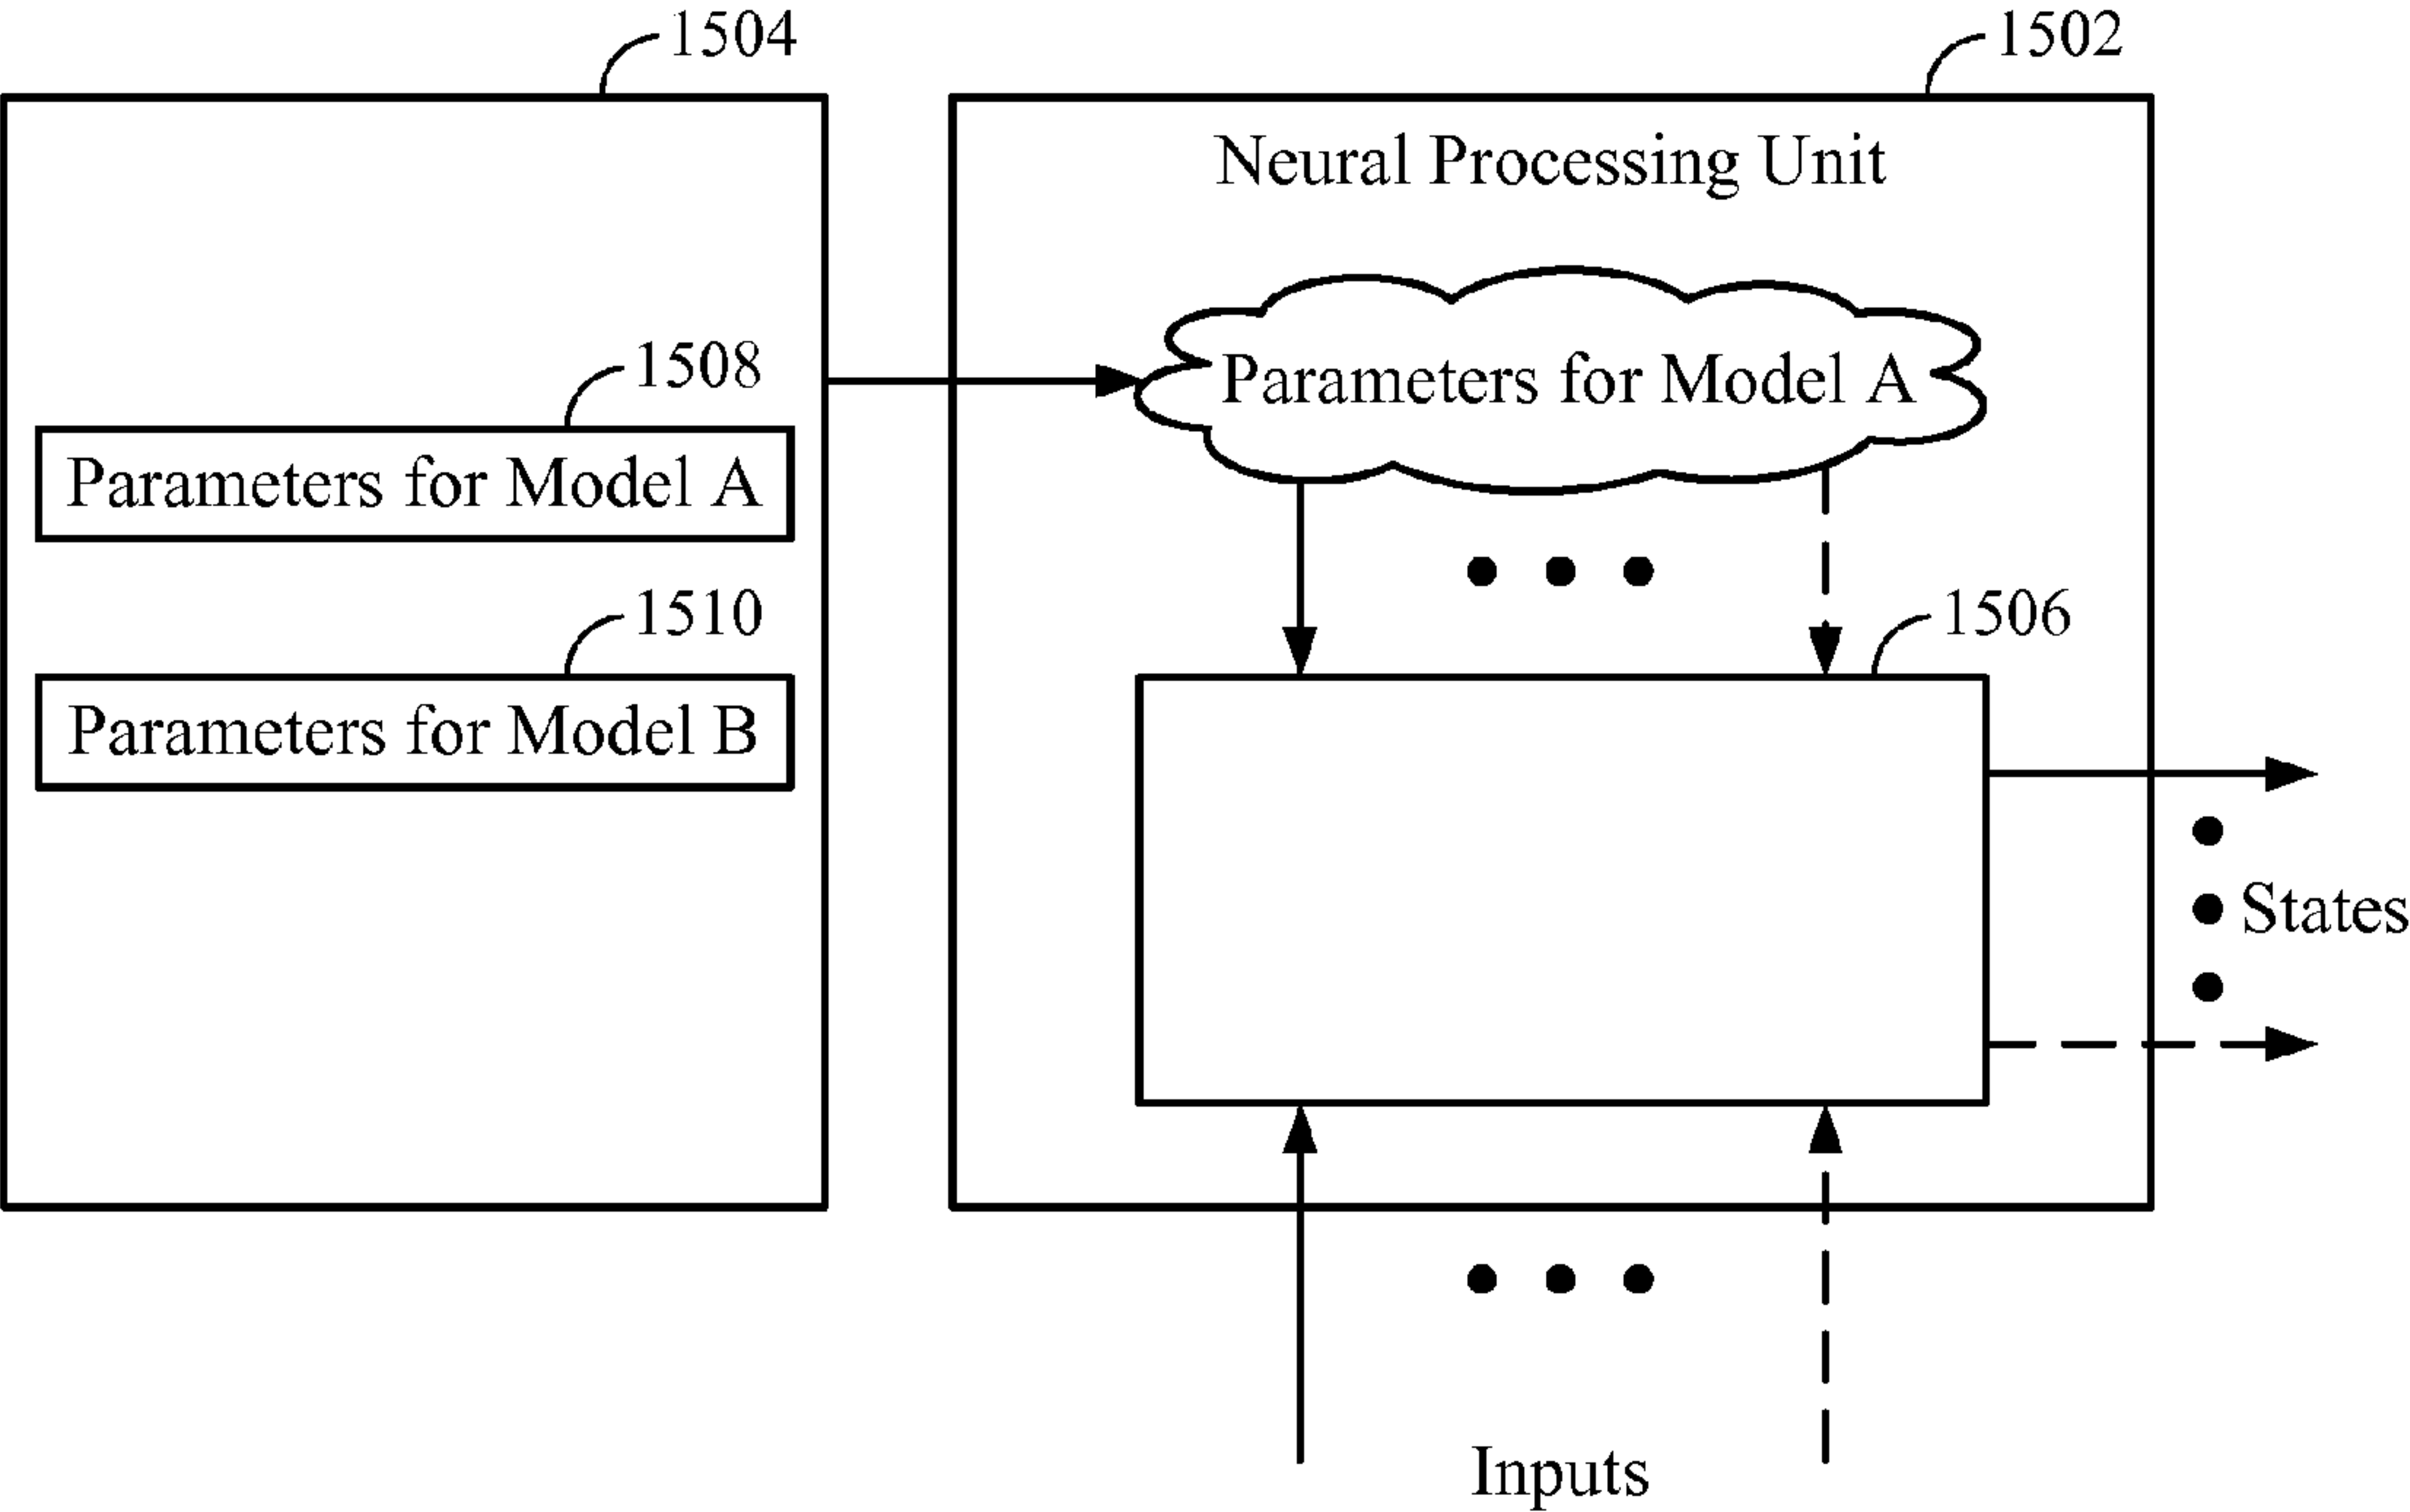 1504
1502
Neural Processing Unit
1508
Parameters for Model A
Parameters for Model A
1510
1506
Parameters for Model B
States
Inputs